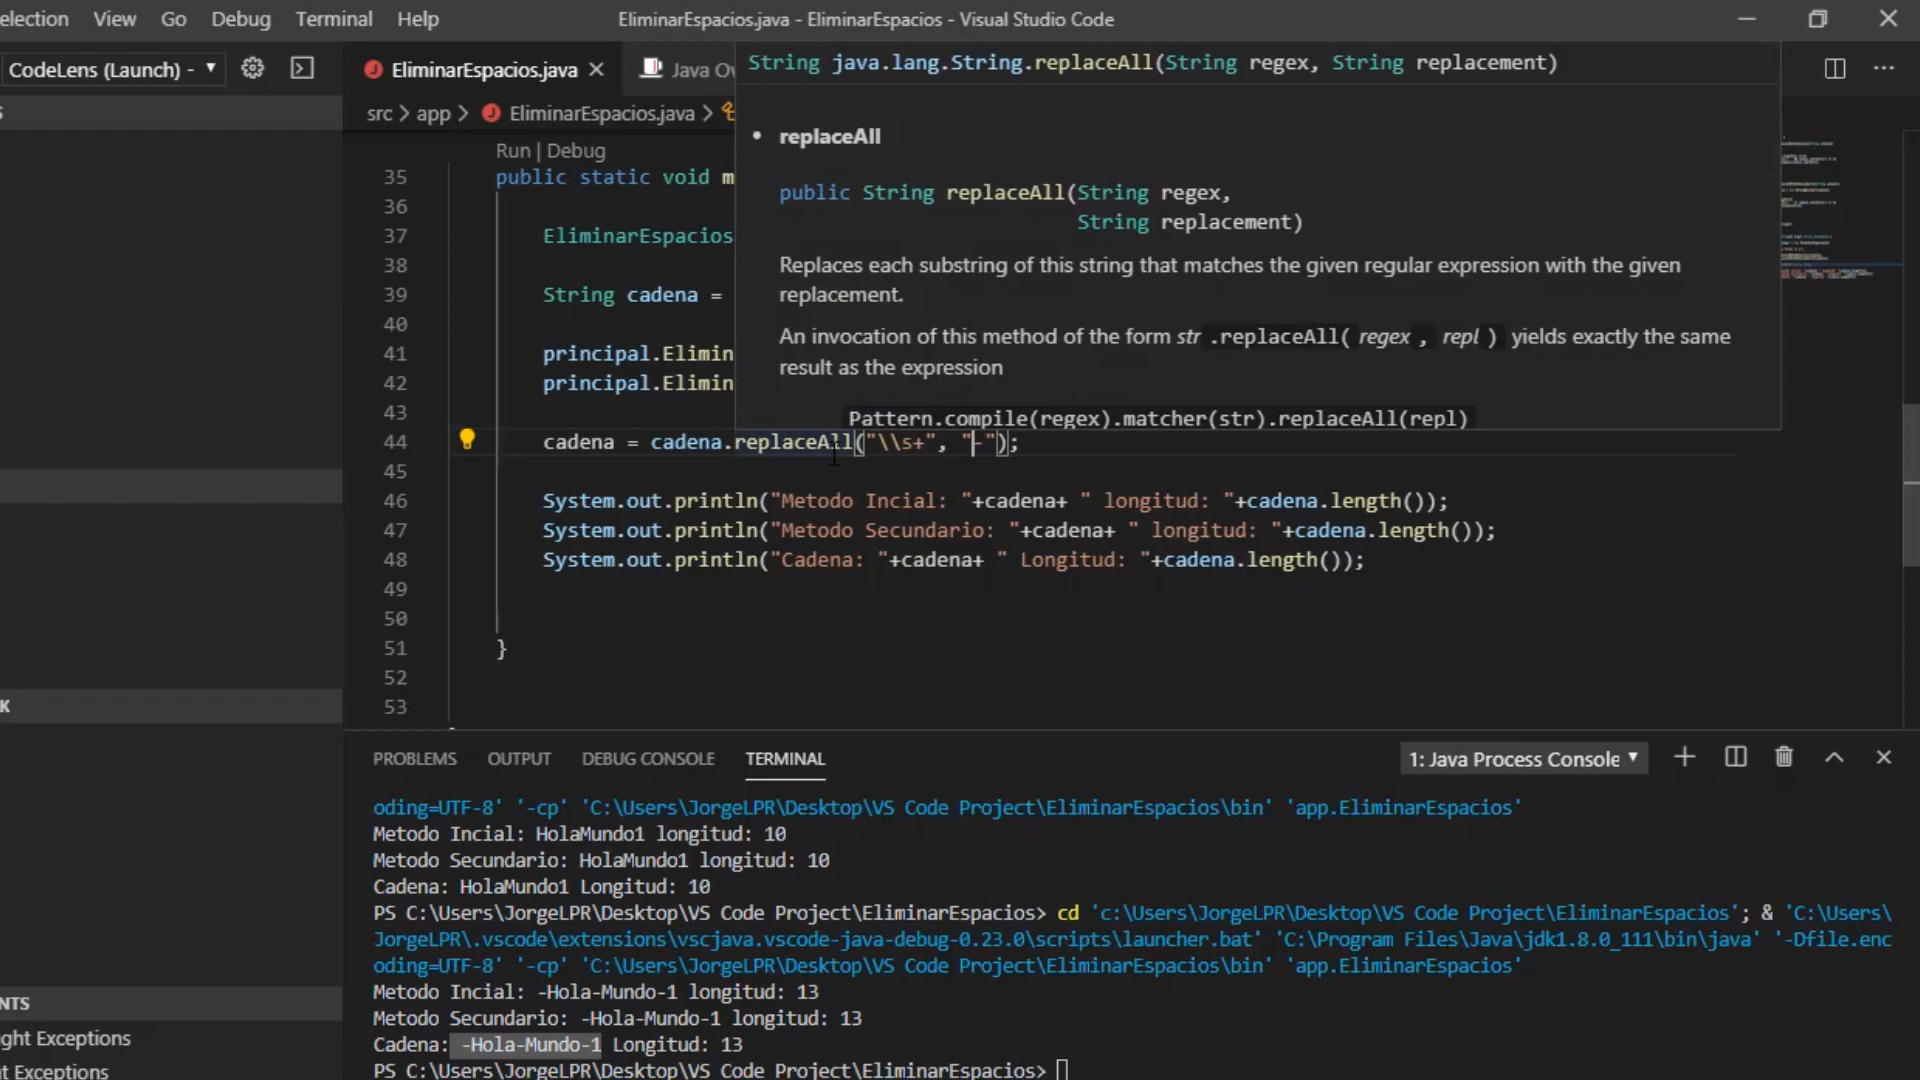 election View Go Debug Terminal Help EliminarEspacios.java - EliminarEspacios - Visual Studio Code
CodeLens (Launch) - EliminarEspacios.java Java Ov
String java.lang.String.replaceAll(String regex, String replacement)
src > app > EliminarEspacios.java >
• replaceAll
public String replaceAll(String regex,
String replacement)
Replaces each substring of this string that matches the given regular expression with the given
replacement.
An invocation of this method of the form str .replaceAll( regex , repl ) yields exactly the same
result as the expression
Pattern.compile(regex).matcher(str).replaceAll(repl)
Run | Debug
35 public static void m
36
37 EliminarEspacios
38
39 String cadena =
40
41 principal.Elimin
42 principal.Elimin
43
44 cadena = cadena.replaceAll("\\s+", "-");
45
46 System.out.println("Metodo Incial: "+cadena+ " longitud: "+cadena.length());
47 System.out.println("Metodo Secundario: "+cadena+ " longitud: "+cadena.length());
48 System.out.println("Cadena: "+cadena+ " Longitud: "+cadena.length());
49
50
51 }
52
53
S
K
NTS
ght Exceptions
t Exceptions
PROBLEMS OUTPUT DEBUG CONSOLE TERMINAL 1: Java Process Console
oding=UTF-8' '-cp' 'C:\Users\JorgeLPR\Desktop\VS Code Project\EliminarEspacios\bin' 'app.EliminarEspacios'
Metodo Incial: HolaMundo1 longitud: 10
Metodo Secundario: HolaMundo1 longitud: 10
Cadena: HolaMundo1 Longitud: 10
PS C:\Users\JorgeLPR\Desktop\VS Code Project\EliminarEspacios> cd 'c:\Users\JorgeLPR\Desktop\VS Code Project\EliminarEspacios'; & 'C:\Users\
JorgeLPR\.vscode\extensions\vscjava.vscode-java-debug-0.23.0\scripts\launcher.bat' 'C:\Program Files\Java\jdk1.8.0_111\bin\java' '-Dfile.enc
oding=UTF-8' '-cp' 'C:\Users\JorgeLPR\Desktop\VS Code Project\EliminarEspacios\bin' 'app.EliminarEspacios'
Metodo Incial: -Hola-Mundo-1 longitud: 13
Metodo Secundario: -Hola-Mundo-1 longitud: 13
Cadena: -Hola-Mundo-1 Longitud: 13
PS C:\Users\JorgeLPR\Desktop\VS Code Project\EliminarEspacios>